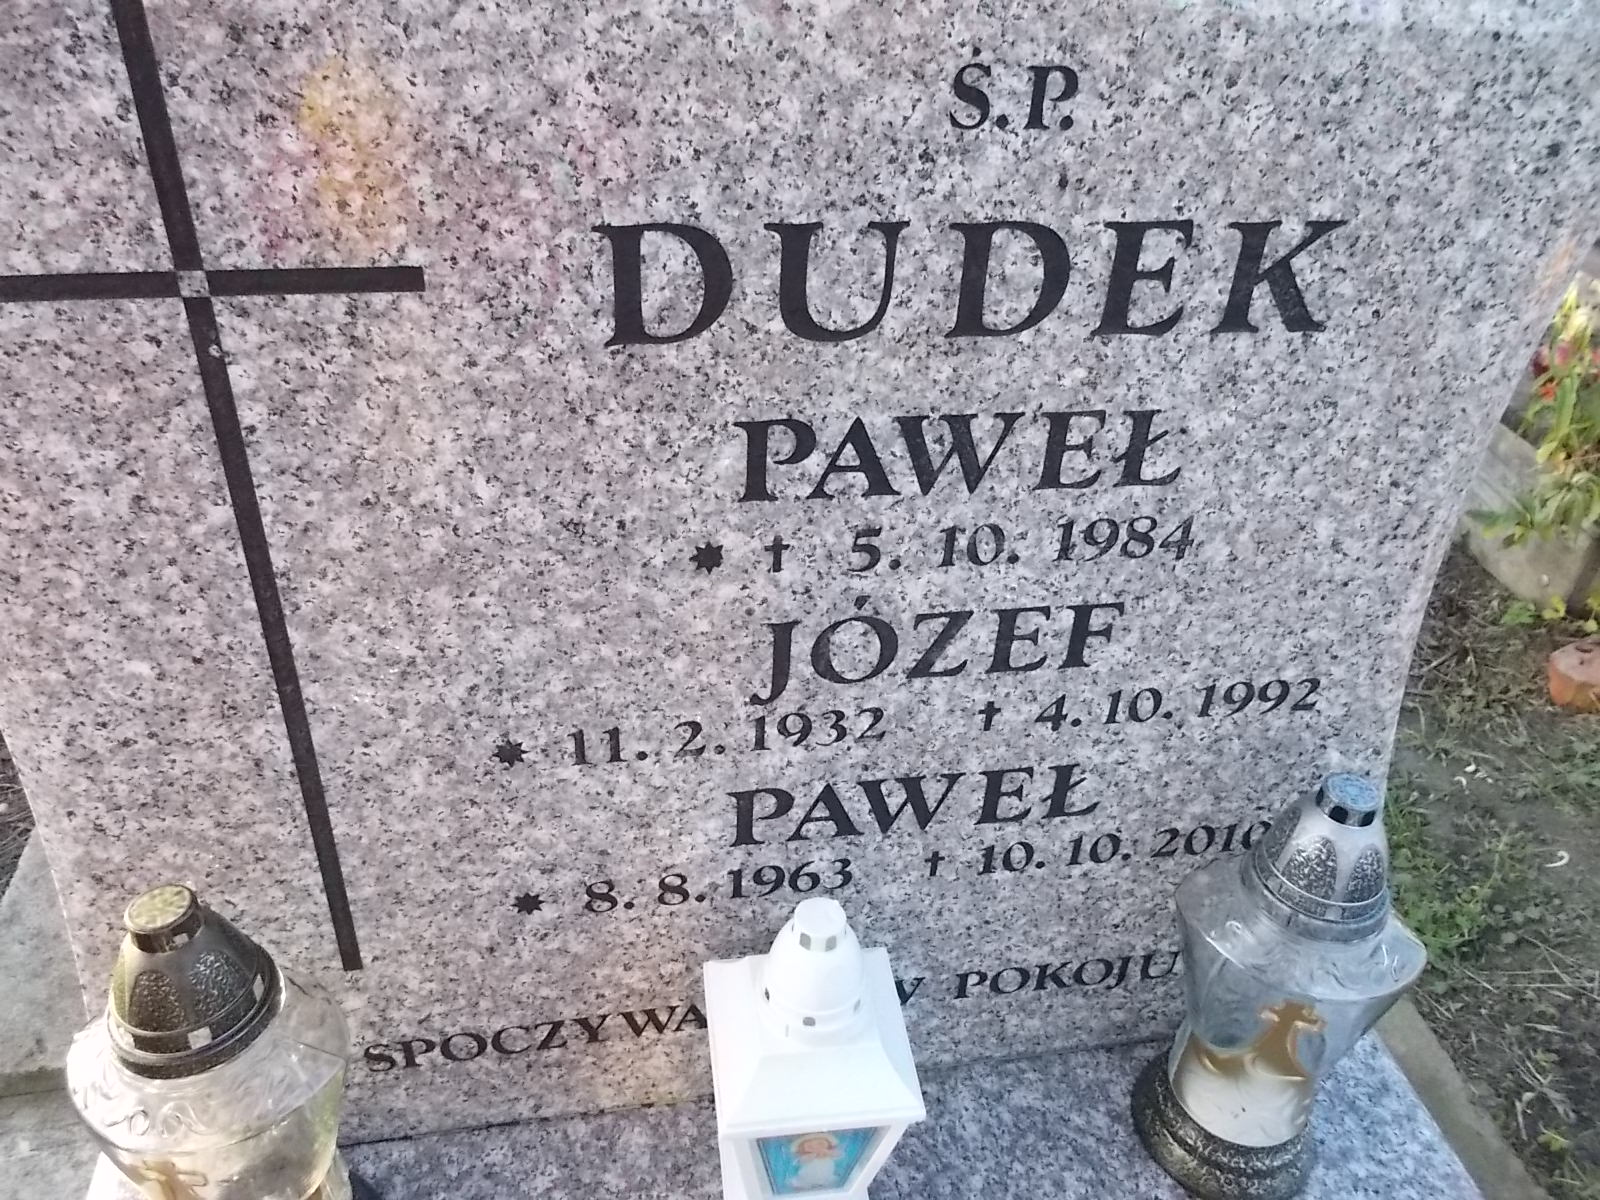 Ś.P.
DUDEK
PAWEŁ
* † 5. 10. 1984
JÓZEF
* 11. 2. 1932 † 4. 10. 1992
PAWEŁ
* 8. 8. 1963 † 10. 10. 2010
POKOJU